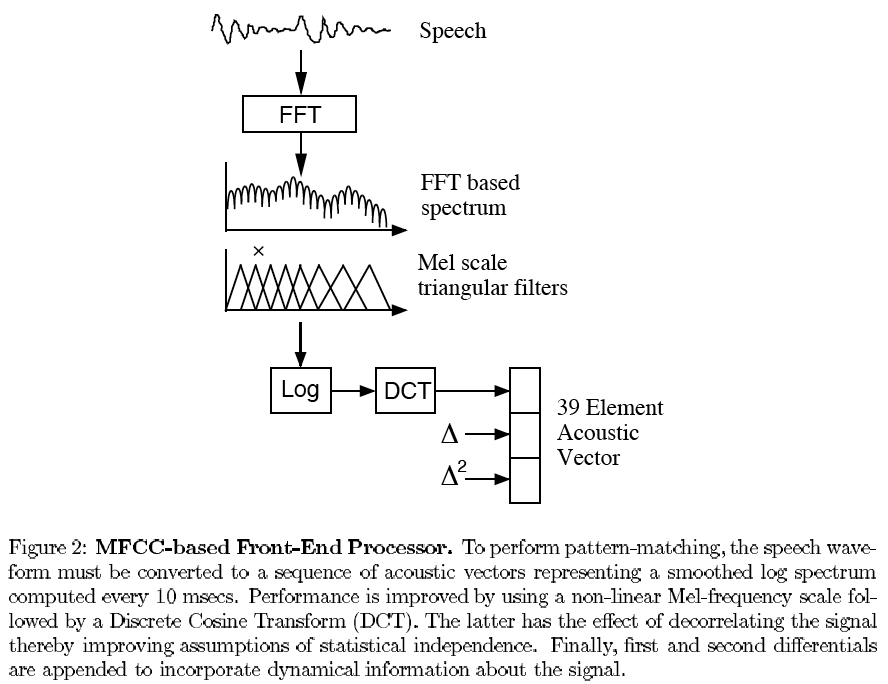 Speech
FFT
FFT based
spectrum
×
Mel scale
triangular filters
Log
DCT
39 Element
Acoustic
Vector
Δ
Δ²
Figure 2: MFCC-based Front-End Processor. To perform pattern-matching, the speech wave-
form must be converted to a sequence of acoustic vectors representing a smoothed log spectrum
computed every 10 msecs. Performance is improved by using a non-linear Mel-frequency scale fol-
lowed by a Discrete Cosine Transform (DCT). The latter has the effect of decorrelating the signal
thereby improving assumptions of statistical independence. Finally, first and second differentials
are appended to incorporate dynamical information about the signal.